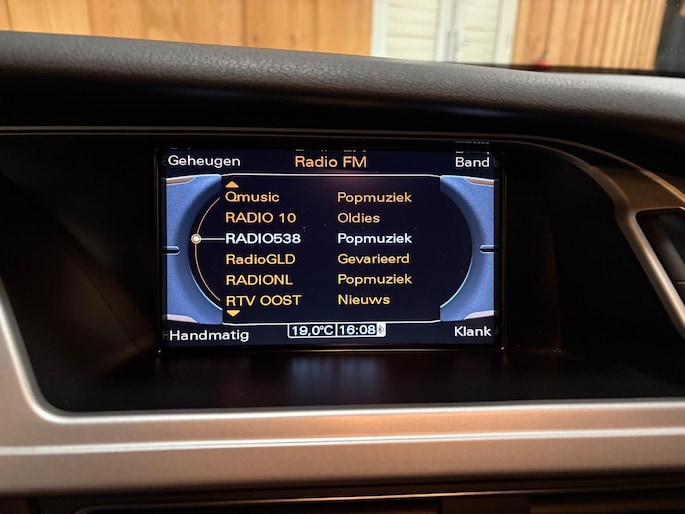 Geheugen Radio FM Band
Qmusic Popmuziek
RADIO 10 Oldies
RADIO538 Popmuziek
RadioGLD Gevarieerd
RADIONL Popmuziek
RTV OOST Nieuws
Handmatig 19,0°C 16:08 Klank